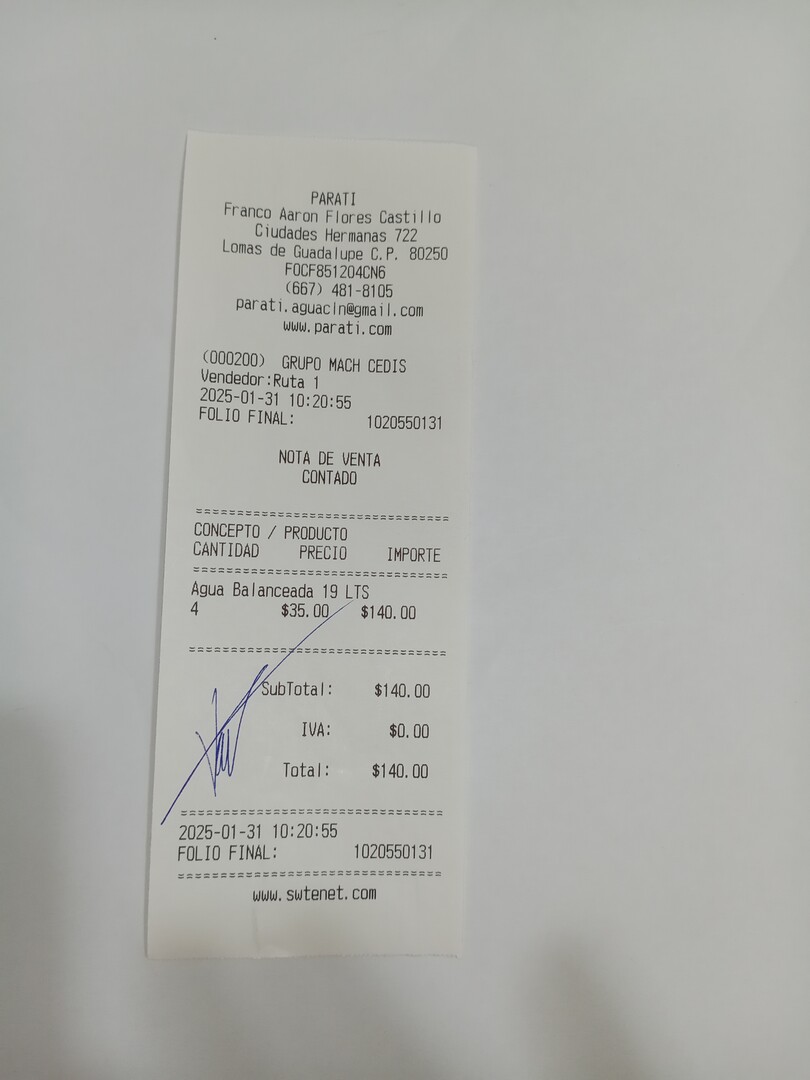 PARATI
Franco Aaron Flores Castillo
Ciudades Hermanas 722
Lomas de Guadalupe C.P. 80250
FOCF851204CN6
(667) 481-8105
parati.aguacln@gmail.com
www.parati.com
(000200) GRUPO MACH CEDIS
Vendedor:Ruta 1
2025-01-31 10:20:55
FOLIO FINAL: 1020550131
NOTA DE VENTA
CONTADO
================================
CONCEPTO / PRODUCTO
CANTIDAD PRECIO IMPORTE
================================
Agua Balanceada 19 LTS
4 $35.00 $140.00
================================
SubTotal: $140.00
IVA: $0.00
Total: $140.00
================================
2025-01-31 10:20:55
FOLIO FINAL: 1020550131
================================
www.swtenet.com